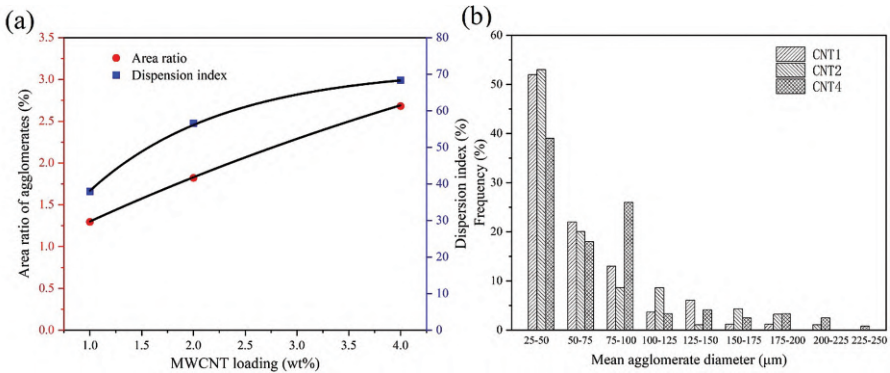 (a)
Area ratio
Dispension index
3.5
3.0
2.5
2.0
1.5
1.0
0.5
0.0
Area ratio of agglomerates (%)
80
70
60
50
40
30
20
10
0
Dispension index (%)
1.0 1.5 2.0 2.5 3.0 3.5 4.0
MWCNT loading (wt%)
(b)
CNT1
CNT2
CNT4
60
50
40
30
20
10
0
Frequency (%)
25-50 50-75 75-100 100-125 125-150 150-175 175-200 200-225 225-250
Mean agglomerate diameter (μm)